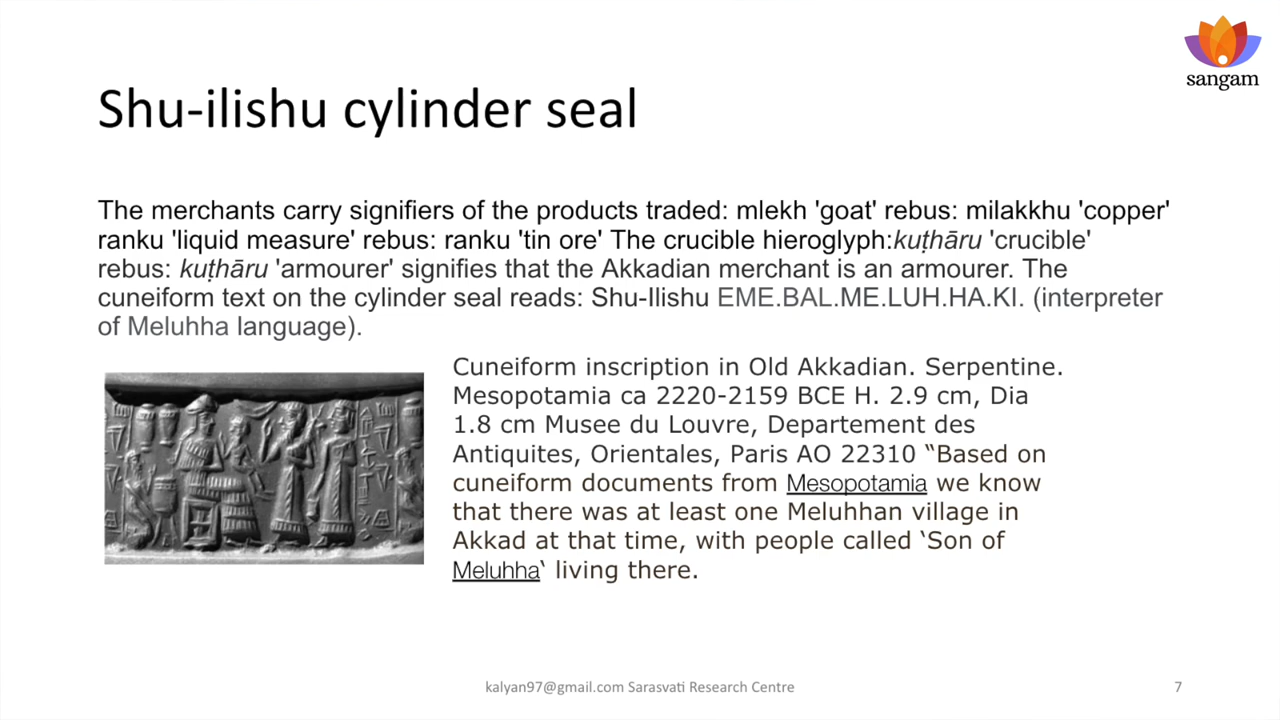 sangam
Shu-ilishu cylinder seal
The merchants carry signifiers of the products traded: mlekh 'goat' rebus: milakkhu 'copper'
ranku 'liquid measure' rebus: ranku 'tin ore' The crucible hieroglyph:kuṭhāru 'crucible'
rebus: kuṭhāru 'armourer' signifies that the Akkadian merchant is an armourer. The
cuneiform text on the cylinder seal reads: Shu-Ilishu EME.BAL.ME.LUH.HA.KI. (interpreter
of Meluhha language).
Cuneiform inscription in Old Akkadian. Serpentine.
Mesopotamia ca 2220-2159 BCE H. 2.9 cm, Dia
1.8 cm Musee du Louvre, Departement des
Antiquites, Orientales, Paris AO 22310 “Based on
cuneiform documents from Mesopotamia we know
that there was at least one Meluhhan village in
Akkad at that time, with people called ‘Son of
Meluhha‘ living there.
kalyan97@gmail.com Sarasvati Research Centre
7